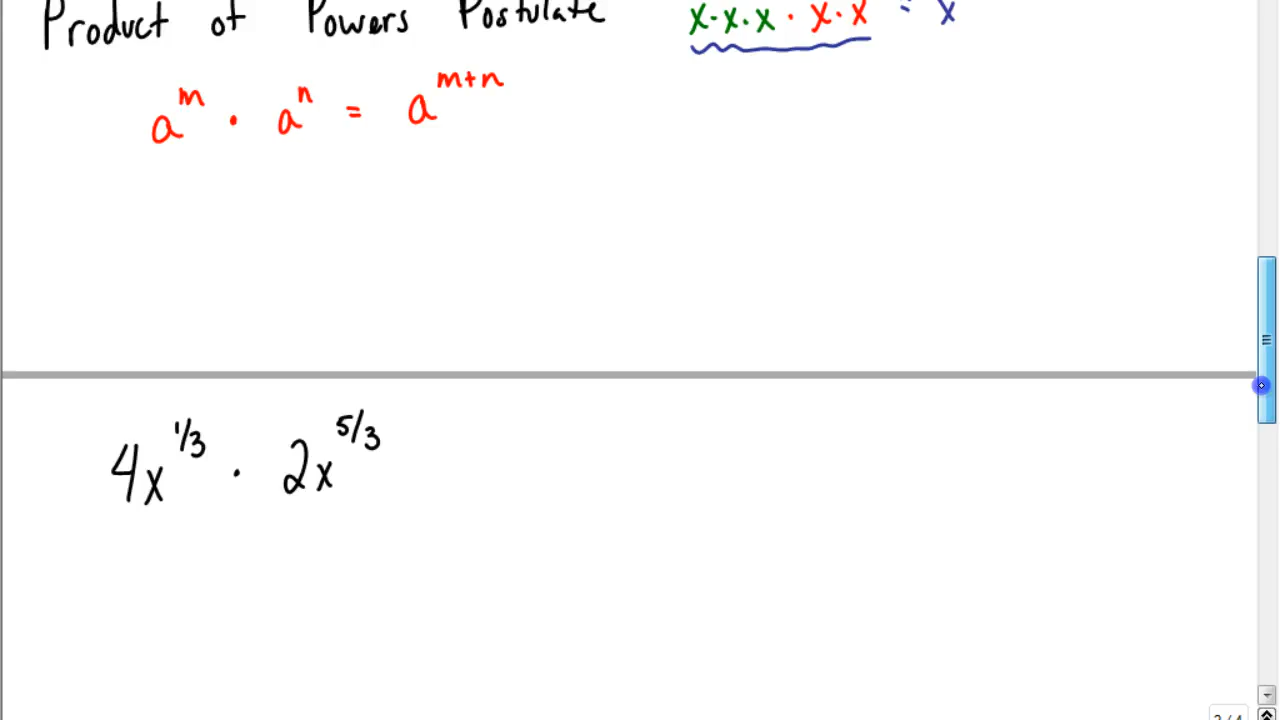 Product of Powers Postulate
x·x·x·x·x = x
a^m · a^n = a^(m+n)
4x^(1/3) · 2x^(5/3)